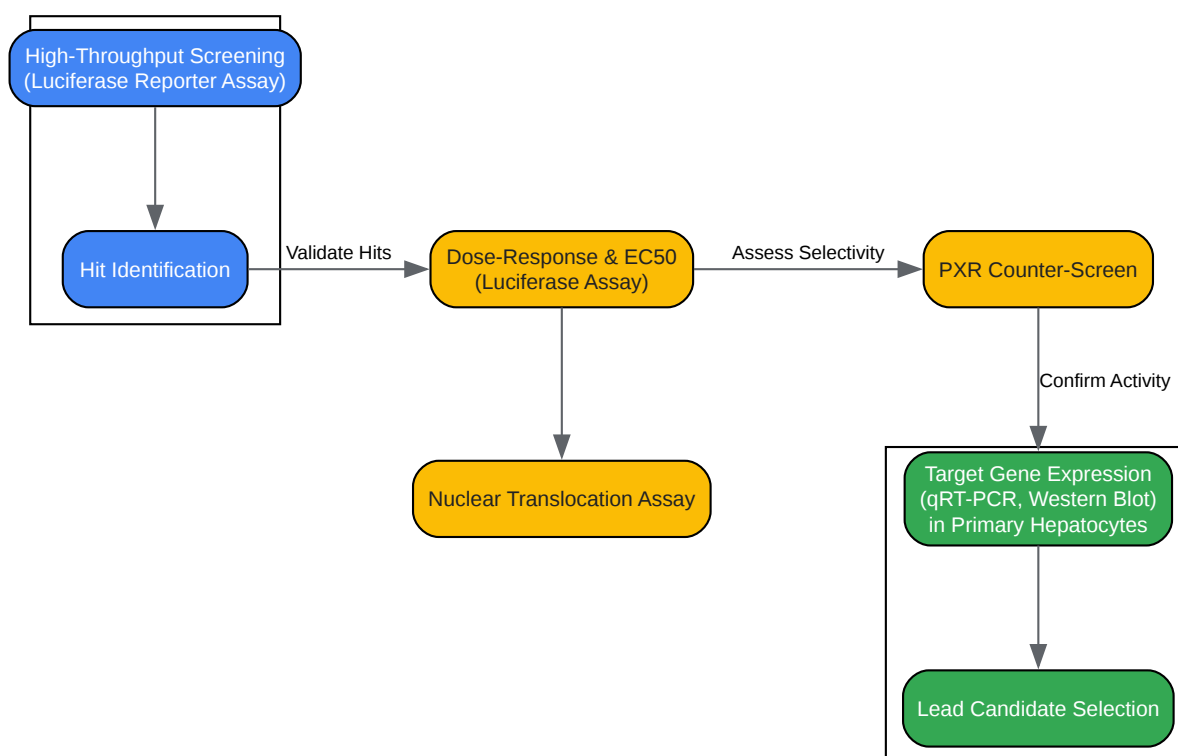 High-Throughput Screening
(Luciferase Reporter Assay)
Hit Identification
Validate Hits
Dose-Response & EC50
(Luciferase Assay)
Assess Selectivity
PXR Counter-Screen
Confirm Activity
Nuclear Translocation Assay
Target Gene Expression
(qRT-PCR, Western Blot)
in Primary Hepatocytes
Lead Candidate Selection